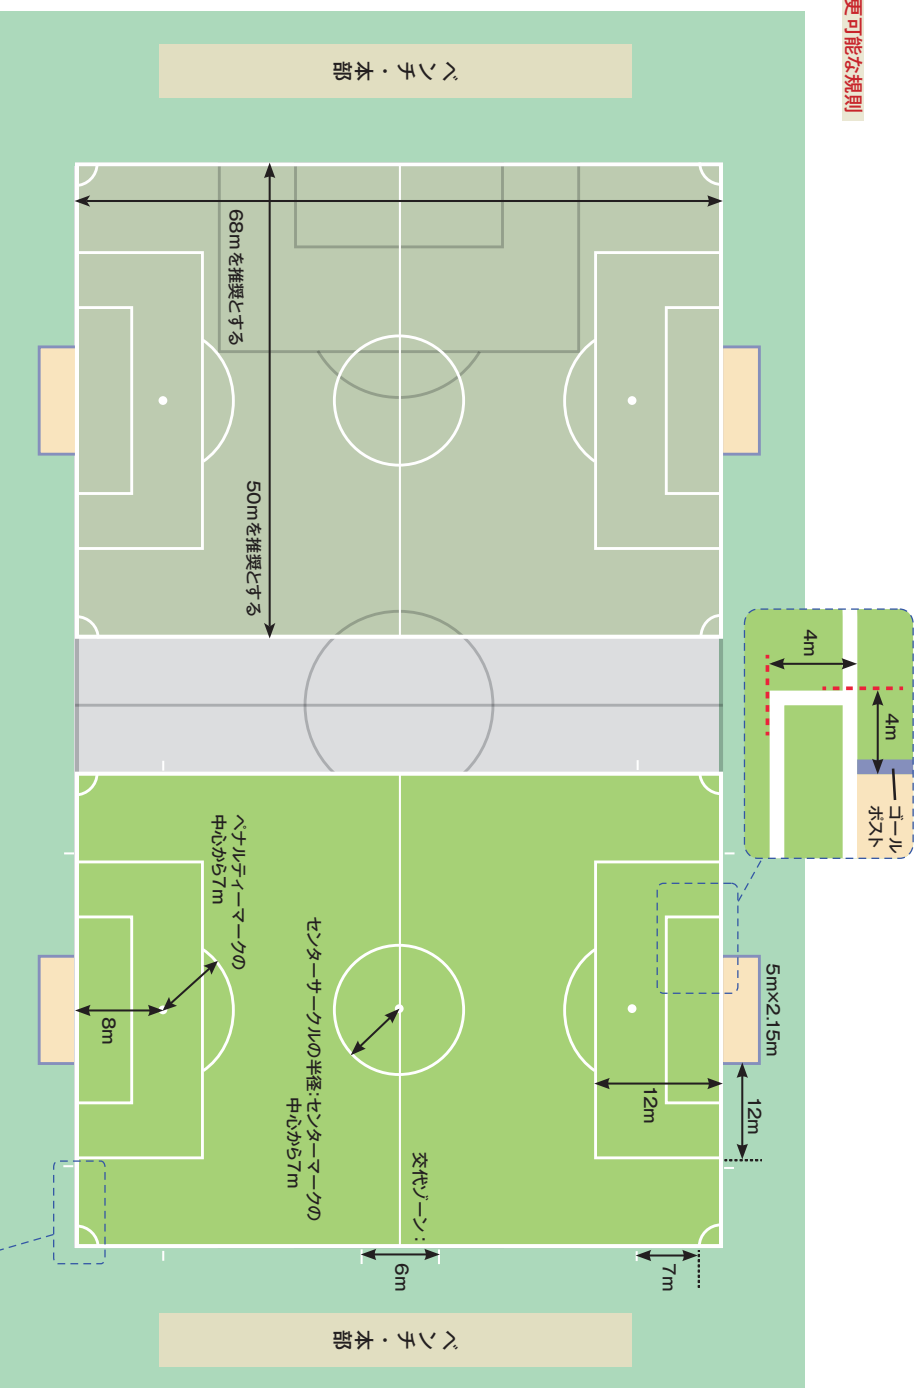 更可能な規則
ベンチ・本部
68mを推奨とする
50mを推奨とする
4m
4m
ゴール
ポスト
5m×2.15m
12m
12m
ペナルティーマークの
中心から7m
8m
センターサークルの半径:センターマークの
中心から7m
交代ゾーン:
6m
7m
ベンチ・本部